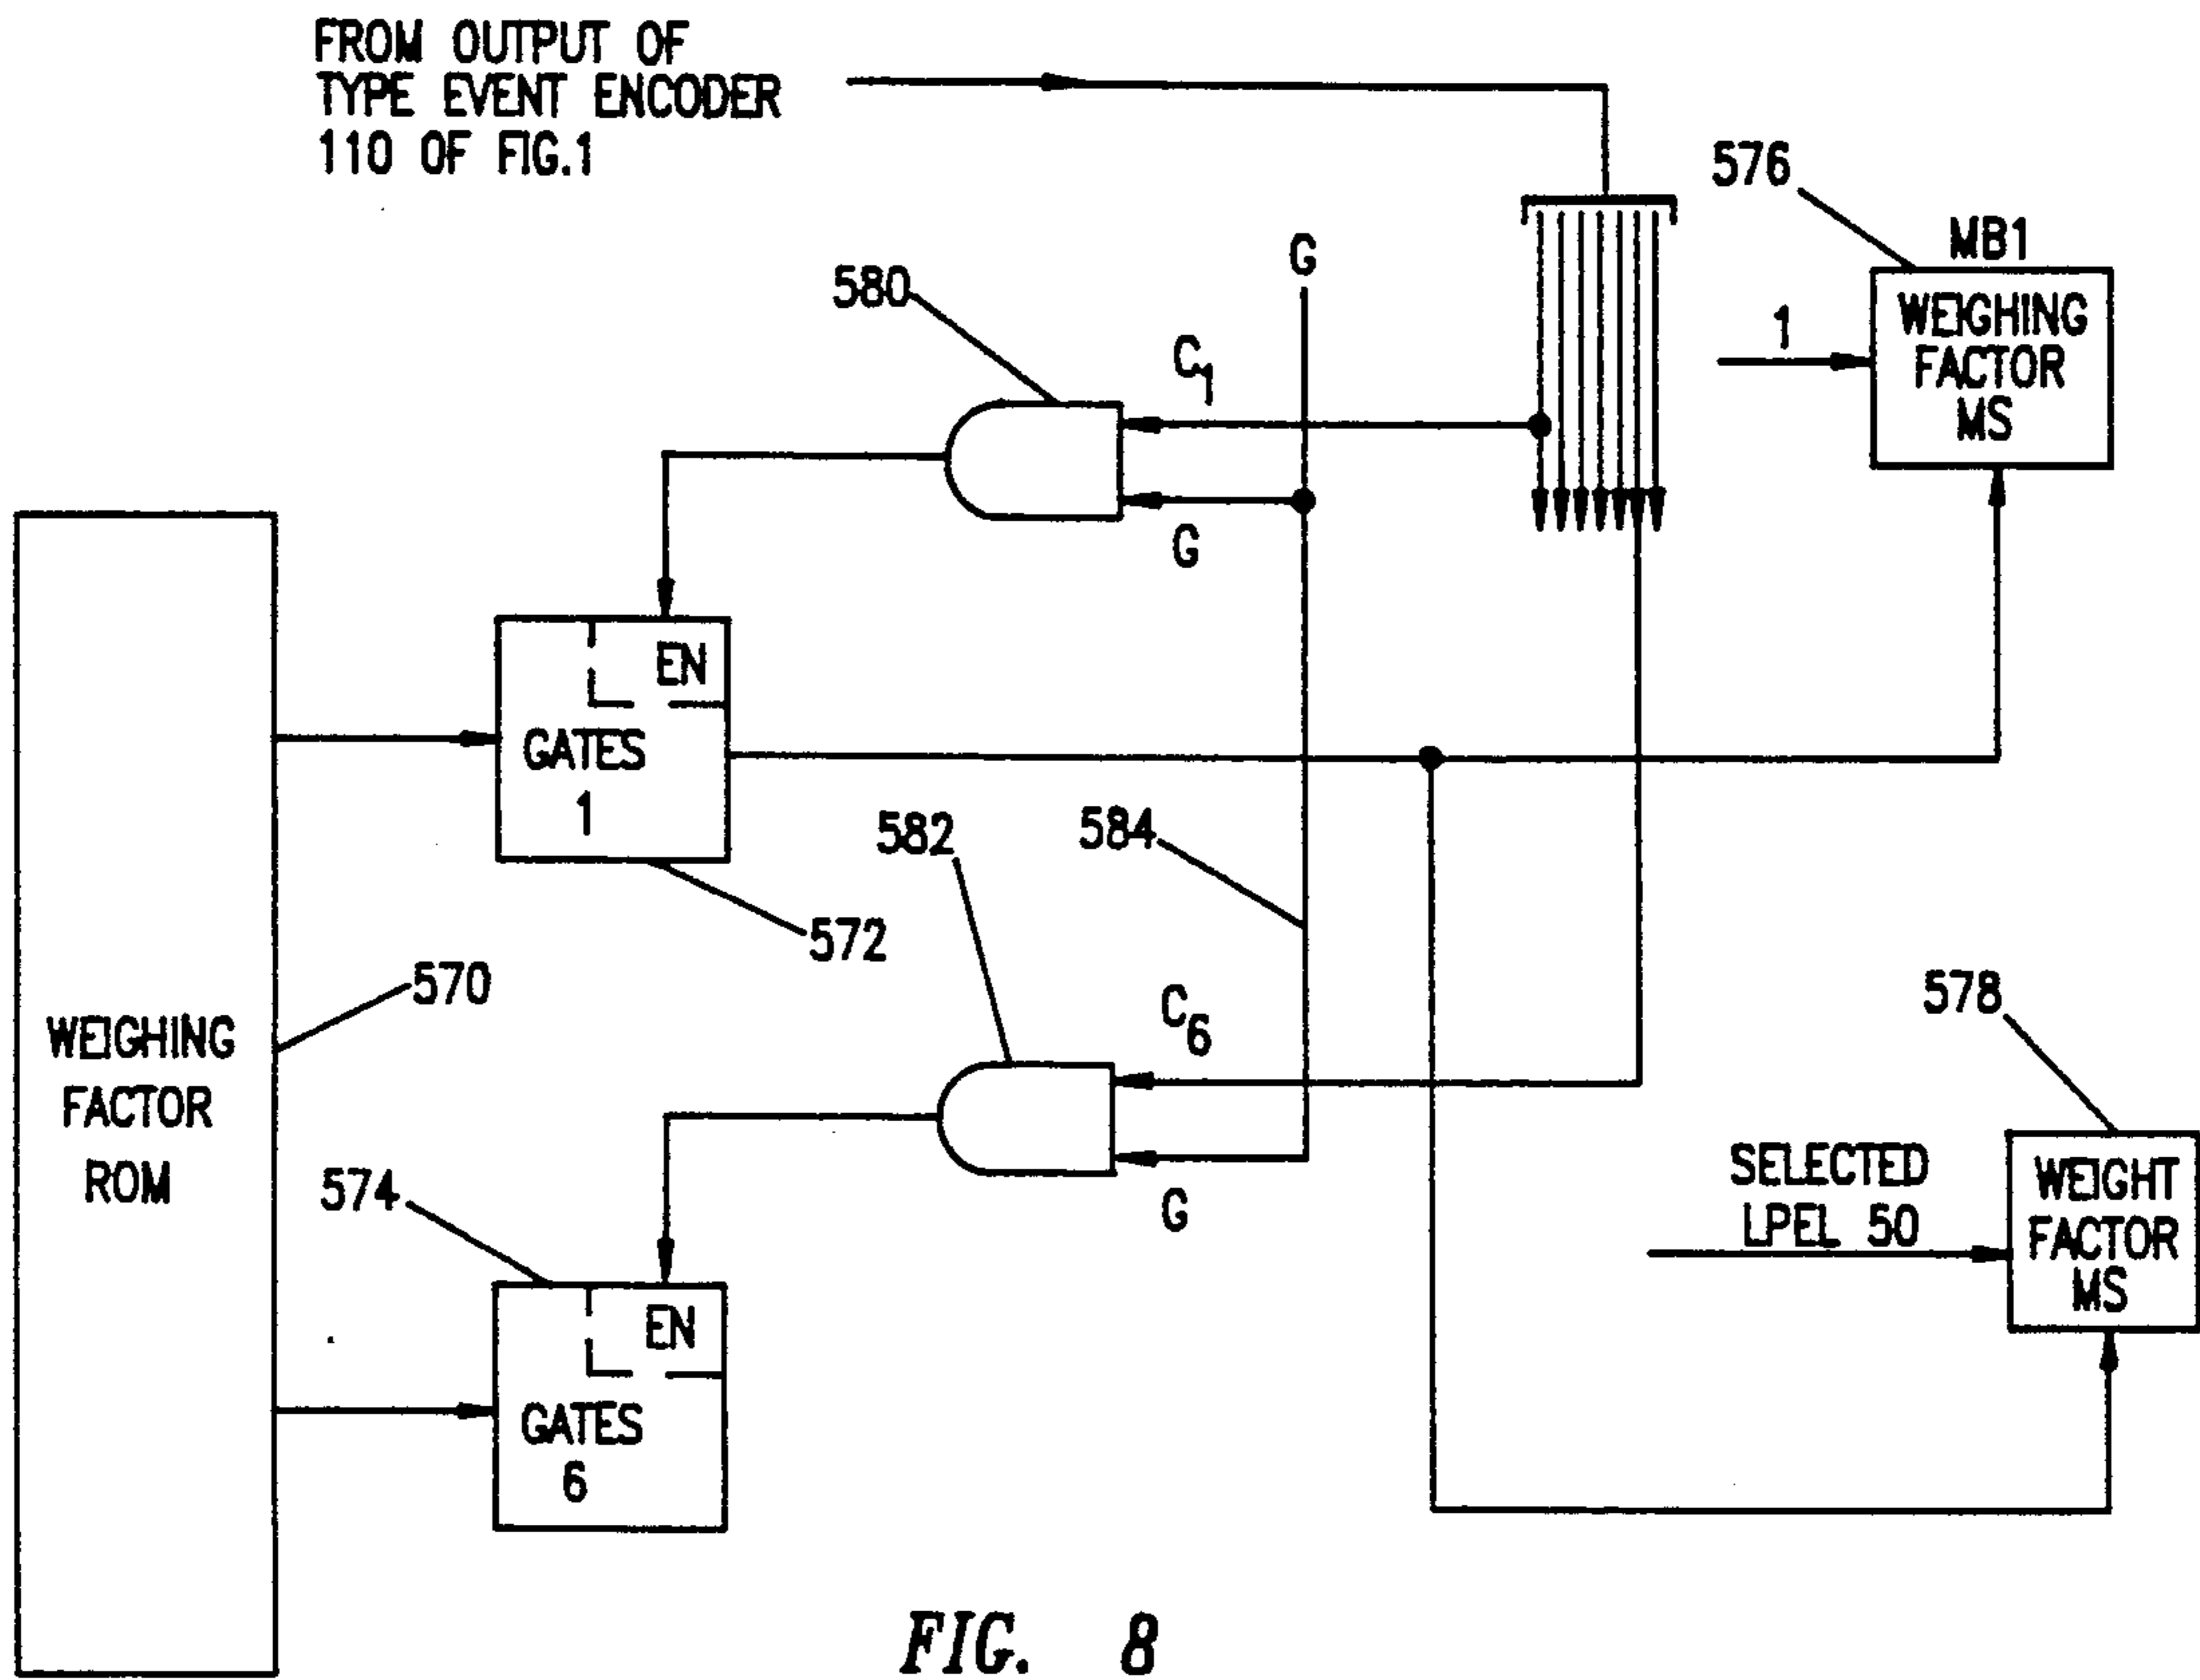 FROM OUTPUT OF
TYPE EVENT ENCODER
110 OF FIG.1
576
MB1
WEIGHING
FACTOR
MS
1
G
580
C1
G
EN
GATES
1
572
582
584
570
WEIGHING
FACTOR
ROM
C6
G
578
SELECTED
LPEL 50
WEIGHT
FACTOR
MS
574
EN
GATES
6
FIG. 8